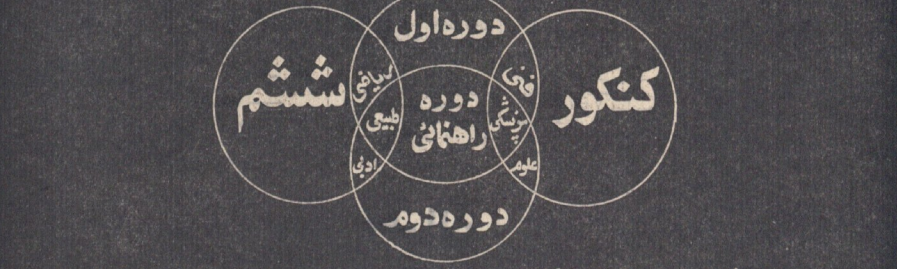 دوره اول
کنکور
فنی
پزشکی
علوم
دوره
راهنمائی
ریاضی
طبیعی
ادبی
ششم
دوره دوم